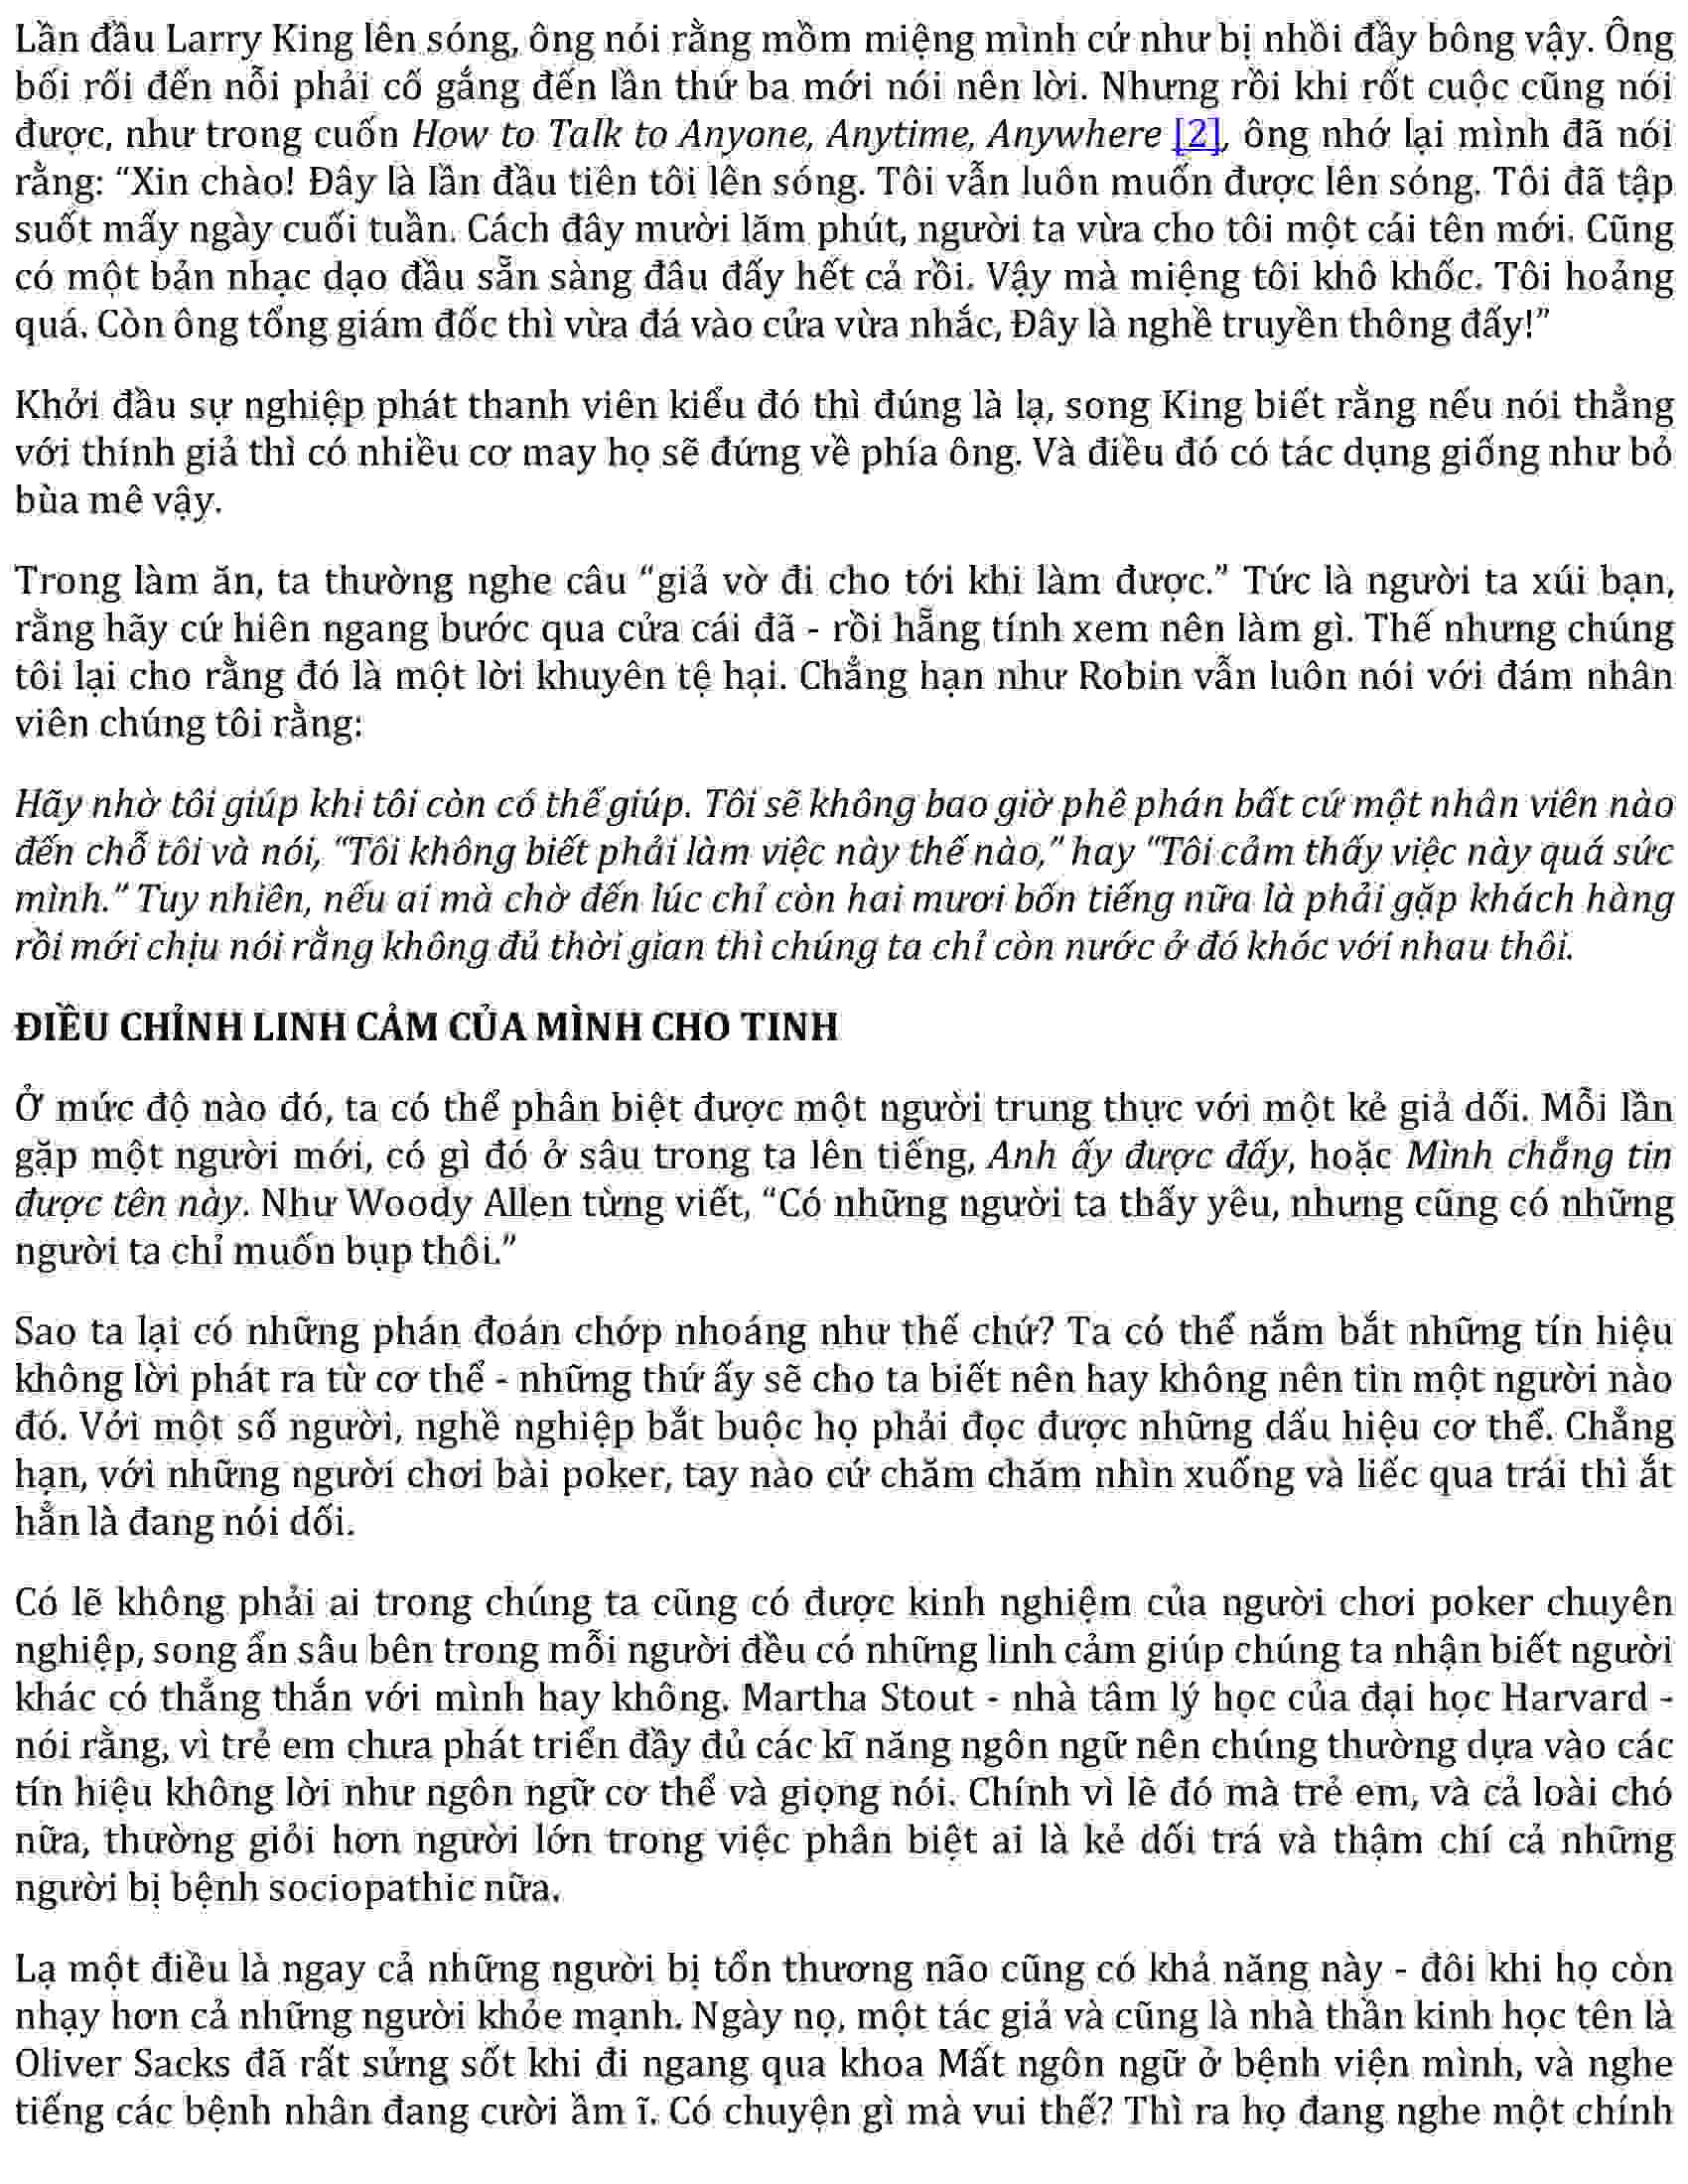 Lần đầu Larry King lên sóng, ông nói rằng mồm miệng mình cứ như bị nhồi đầy bông vậy. Ông
bối rối đến nỗi phải cố gắng đến lần thứ ba mới nói nên lời. Nhưng rồi khi rốt cuộc cũng nói
được, như trong cuốn How to Talk to Anyone, Anytime, Anywhere [2], ông nhớ lại mình đã nói
rằng: “Xin chào! Đây là lần đầu tiên tôi lên sóng. Tôi vẫn luôn muốn được lên sóng. Tôi đã tập
suốt mấy ngày cuối tuần. Cách đây mười lăm phút, người ta vừa cho tôi một cái tên mới. Cũng
có một bản nhạc dạo đầu sẵn sàng đâu đấy hết cả rồi. Vậy mà miệng tôi khô khốc. Tôi hoảng
quá. Còn ông tổng giám đốc thì vừa đá vào cửa vừa nhắc, Đây là nghề truyền thông đấy!”
Khởi đầu sự nghiệp phát thanh viên kiểu đó thì đúng là lạ, song King biết rằng nếu nói thẳng
với thính giả thì có nhiều cơ may họ sẽ đứng về phía ông. Và điều đó có tác dụng giống như bỏ
bùa mê vậy.
Trong làm ăn, ta thường nghe câu “giả vờ đi cho tới khi làm được.” Tức là người ta xúi bạn,
rằng hãy cứ hiên ngang bước qua cửa cái đã - rồi hẵng tính xem nên làm gì. Thế nhưng chúng
tôi lại cho rằng đó là một lời khuyên tệ hại. Chẳng hạn như Robin vẫn luôn nói với đám nhân
viên chúng tôi rằng:
Hãy nhờ tôi giúp khi tôi còn có thể giúp. Tôi sẽ không bao giờ phê phán bất cứ một nhân viên nào
đến chỗ tôi và nói, “Tôi không biết phải làm việc này thế nào,” hay “Tôi cảm thấy việc này quá sức
mình.” Tuy nhiên, nếu ai mà chờ đến lúc chỉ còn hai mươi bốn tiếng nữa là phải gặp khách hàng
rồi mới chịu nói rằng không đủ thời gian thì chúng ta chỉ còn nước ở đó khóc với nhau thôi.
ĐIỀU CHỈNH LINH CẢM CỦA MÌNH CHO TINH
Ở mức độ nào đó, ta có thể phân biệt được một người trung thực với một kẻ giả dối. Mỗi lần
gặp một người mới, có gì đó ở sâu trong ta lên tiếng, Anh ấy được đấy, hoặc Mình chẳng tin
được tên này. Như Woody Allen từng viết, “Có những người ta thấy yêu, nhưng cũng có những
người ta chỉ muốn bụp thôi.”
Sao ta lại có những phán đoán chớp nhoáng như thế chứ? Ta có thể nắm bắt những tín hiệu
không lời phát ra từ cơ thể - những thứ ấy sẽ cho ta biết nên hay không nên tin một người nào
đó. Với một số người, nghề nghiệp bắt buộc họ phải đọc được những dấu hiệu cơ thể. Chẳng
hạn, với những người chơi bài poker, tay nào cứ chăm chăm nhìn xuống và liếc qua trái thì ắt
hẳn là đang nói dối.
Có lẽ không phải ai trong chúng ta cũng có được kinh nghiệm của người chơi poker chuyên
nghiệp, song ẩn sâu bên trong mỗi người đều có những linh cảm giúp chúng ta nhận biết người
khác có thẳng thắn với mình hay không. Martha Stout - nhà tâm lý học của đại học Harvard -
nói rằng, vì trẻ em chưa phát triển đầy đủ các kĩ năng ngôn ngữ nên chúng thường dựa vào các
tín hiệu không lời như ngôn ngữ cơ thể và giọng nói. Chính vì lẽ đó mà trẻ em, và cả loài chó
nữa, thường giỏi hơn người lớn trong việc phân biệt ai là kẻ dối trá và thậm chí cả những
người bị bệnh sociopathic nữa.
Lạ một điều là ngay cả những người bị tổn thương não cũng có khả năng này - đôi khi họ còn
nhạy hơn cả những người khỏe mạnh. Ngày nọ, một tác giả và cũng là nhà thần kinh học tên là
Oliver Sacks đã rất sửng sốt khi đi ngang qua khoa Mất ngôn ngữ ở bệnh viện mình, và nghe
tiếng các bệnh nhân đang cười ầm ĩ. Có chuyện gì mà vui thế? Thì ra họ đang nghe một chính